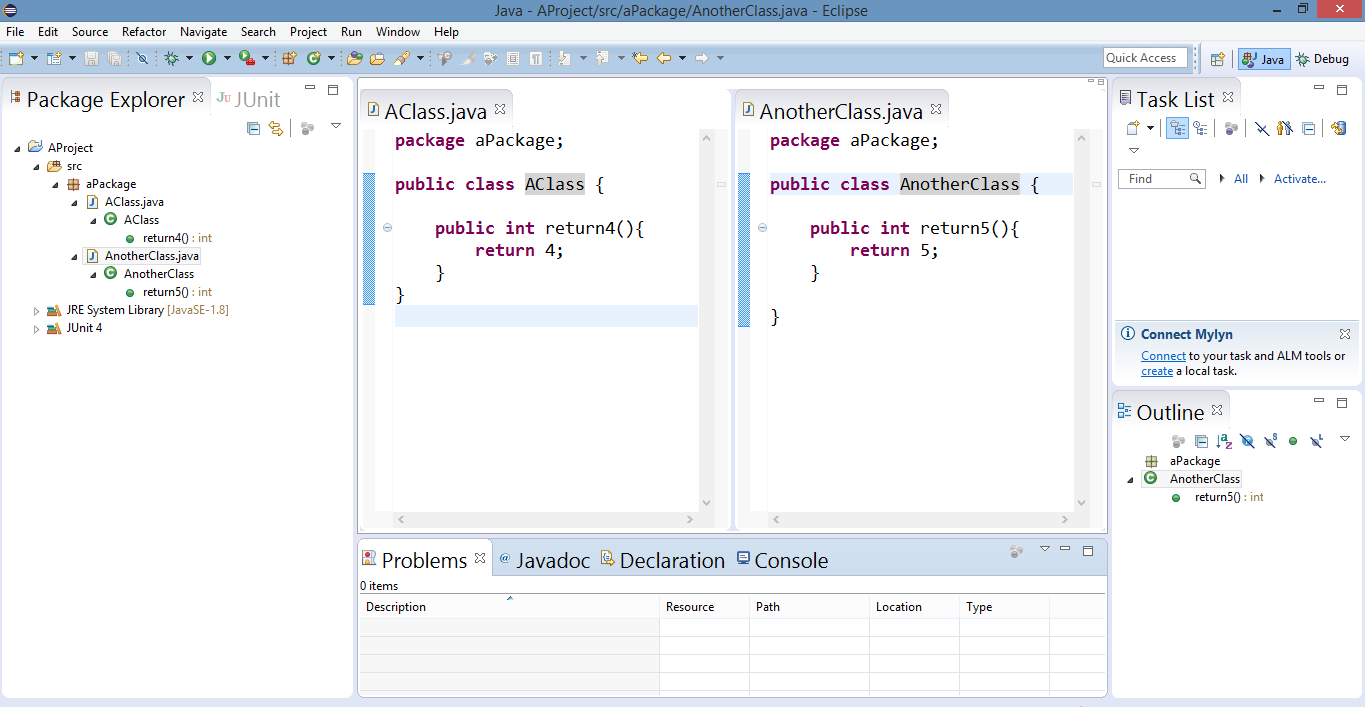 Java - AProject/src/aPackage/AnotherClass.java - Eclipse
File Edit Source Refactor Navigate Search Project Run Window Help
Quick Access Java Debug
Package Explorer JUnit
AProject
src
aPackage
AClass.java
AClass
return4() : int
AnotherClass.java
AnotherClass
return5() : int
JRE System Library [JavaSE-1.8]
JUnit 4
AClass.java
package aPackage;
public class AClass {
public int return4(){
return 4;
}
}
AnotherClass.java
package aPackage;
public class AnotherClass {
public int return5(){
return 5;
}
}
Problems Javadoc Declaration Console
0 items
Description Resource Path Location Type
Task List
Find All Activate...
Connect Mylyn
Connect to your task and ALM tools or
create a local task.
Outline
aPackage
AnotherClass
return5() : int